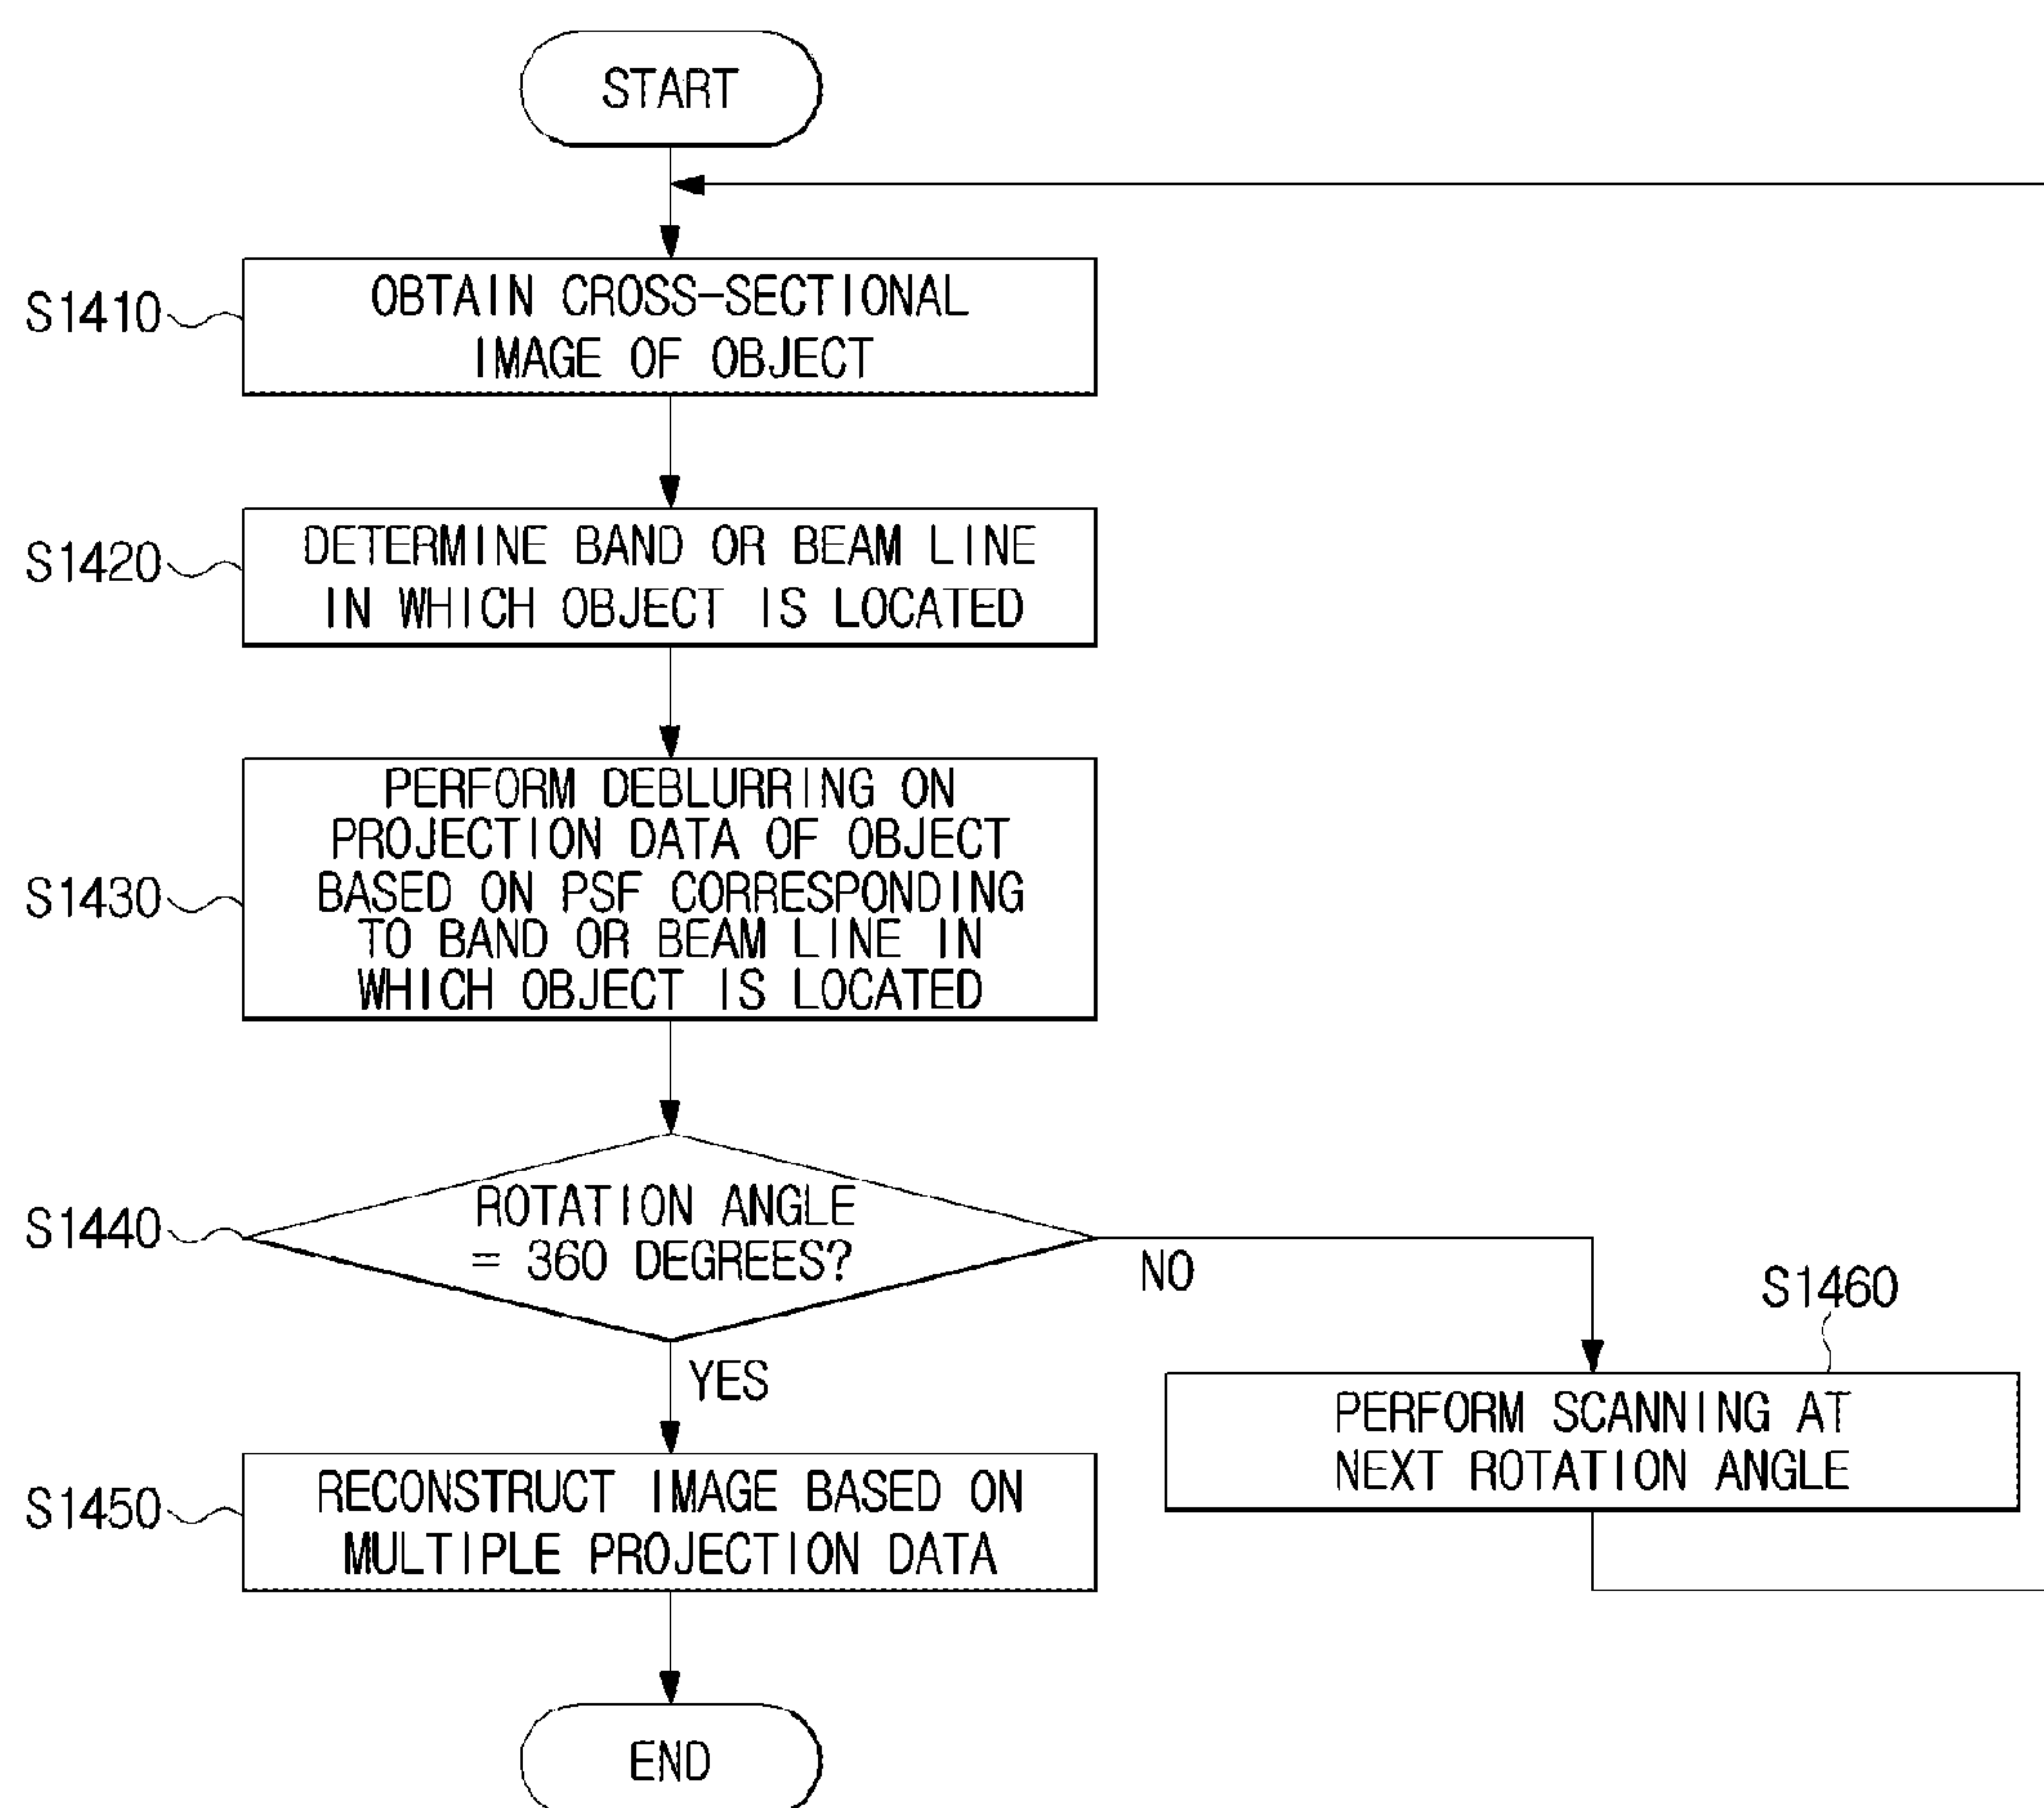 START
S1410
OBTAIN CROSS-SECTIONAL
IMAGE OF OBJECT
S1420
DETERMINE BAND OR BEAM LINE
IN WHICH OBJECT IS LOCATED
S1430
PERFORM DEBLURRING ON
PROJECTION DATA OF OBJECT
BASED ON PSF CORRESPONDING
TO BAND OR BEAM LINE IN
WHICH OBJECT IS LOCATED
S1440
ROTATION ANGLE
= 360 DEGREES?
NO
YES
S1460
PERFORM SCANNING AT
NEXT ROTATION ANGLE
S1450
RECONSTRUCT IMAGE BASED ON
MULTIPLE PROJECTION DATA
END